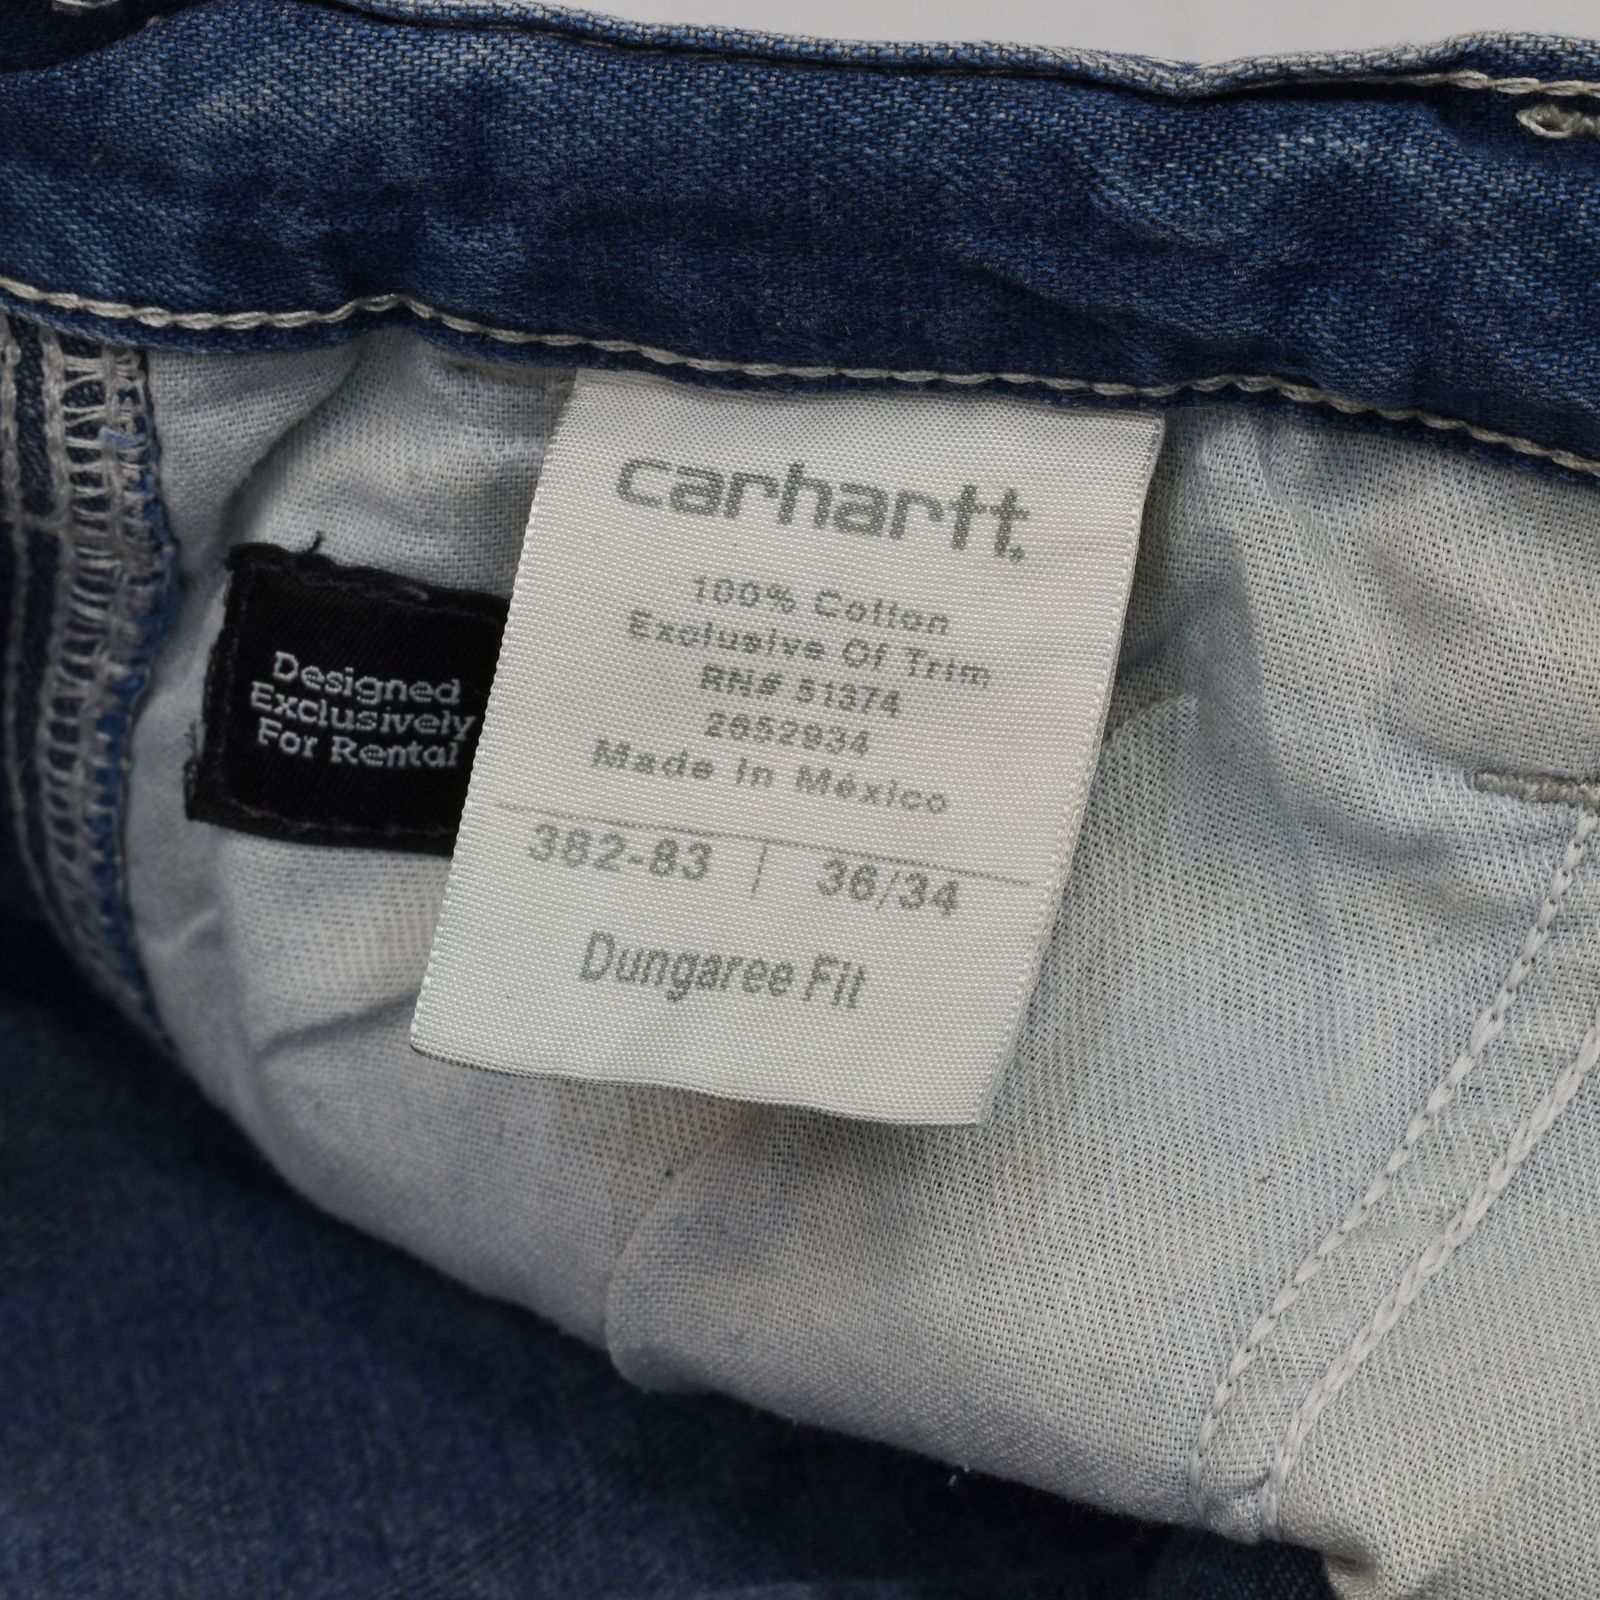 carhartt.
100% Cotton
Exclusive Of Trim
RN# 51374
2652934
Made in México
382-83 | 36/34
Dungaree Fit
Designed
Exclusively
For Rental